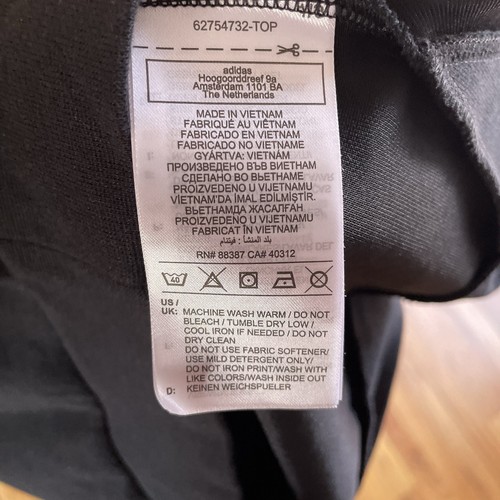 62754732-TOP
adidas
Hoogoorddreef 9a
Amsterdam 1101 BA
The Netherlands
MADE IN VIETNAM
FABRIQUÉ AU VIÊTNAM
FABRICADO EN VIETNAM
FABRICADO NO VIETNAME
GYÁRTVA: VIETNÁM
ПРОИЗВЕДЕНО ВЪВ ВИЕТНАМ
СДЕЛАНО ВО ВЬЕТНАМЕ
PROIZVEDENO U VIJETNAMU
VİETNAM'DA İMAL EDİLMİŞTİR.
ВЬЕТНАМДА ЖАСАЛҒАН
PROIZVEDENO U VIJETNAMU
FABRICAT ÎN VIETNAM
بلد المنشأ : فيتنام
RN# 88387 CA# 40312
40
US /
UK: MACHINE WASH WARM / DO NOT
BLEACH / TUMBLE DRY LOW /
COOL IRON IF NEEDED / DO NOT
DRY CLEAN
DO NOT USE FABRIC SOFTENER/
USE MILD DETERGENT ONLY/
DO NOT IRON PRINT/WASH WITH
LIKE COLORS/WASH INSIDE OUT
D: KEINEN WEICHSPUELER